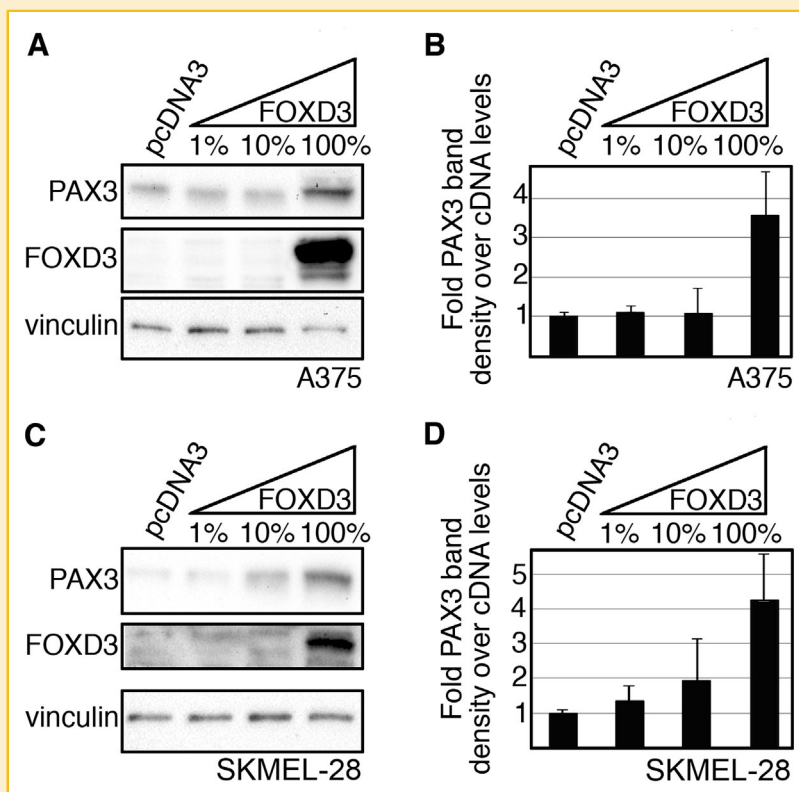 A
pcDNA3
FOXD3
1% 10% 100%
PAX3
FOXD3
vinculin
A375
B
pcDNA3
FOXD3
1% 10% 100%
Fold PAX3 band
density over cDNA levels
4
3
2
1
A375
C
pcDNA3
FOXD3
1% 10% 100%
PAX3
FOXD3
vinculin
SKMEL-28
D
pcDNA3
FOXD3
1% 10% 100%
Fold PAX3 band
density over cDNA levels
5
4
3
2
1
SKMEL-28